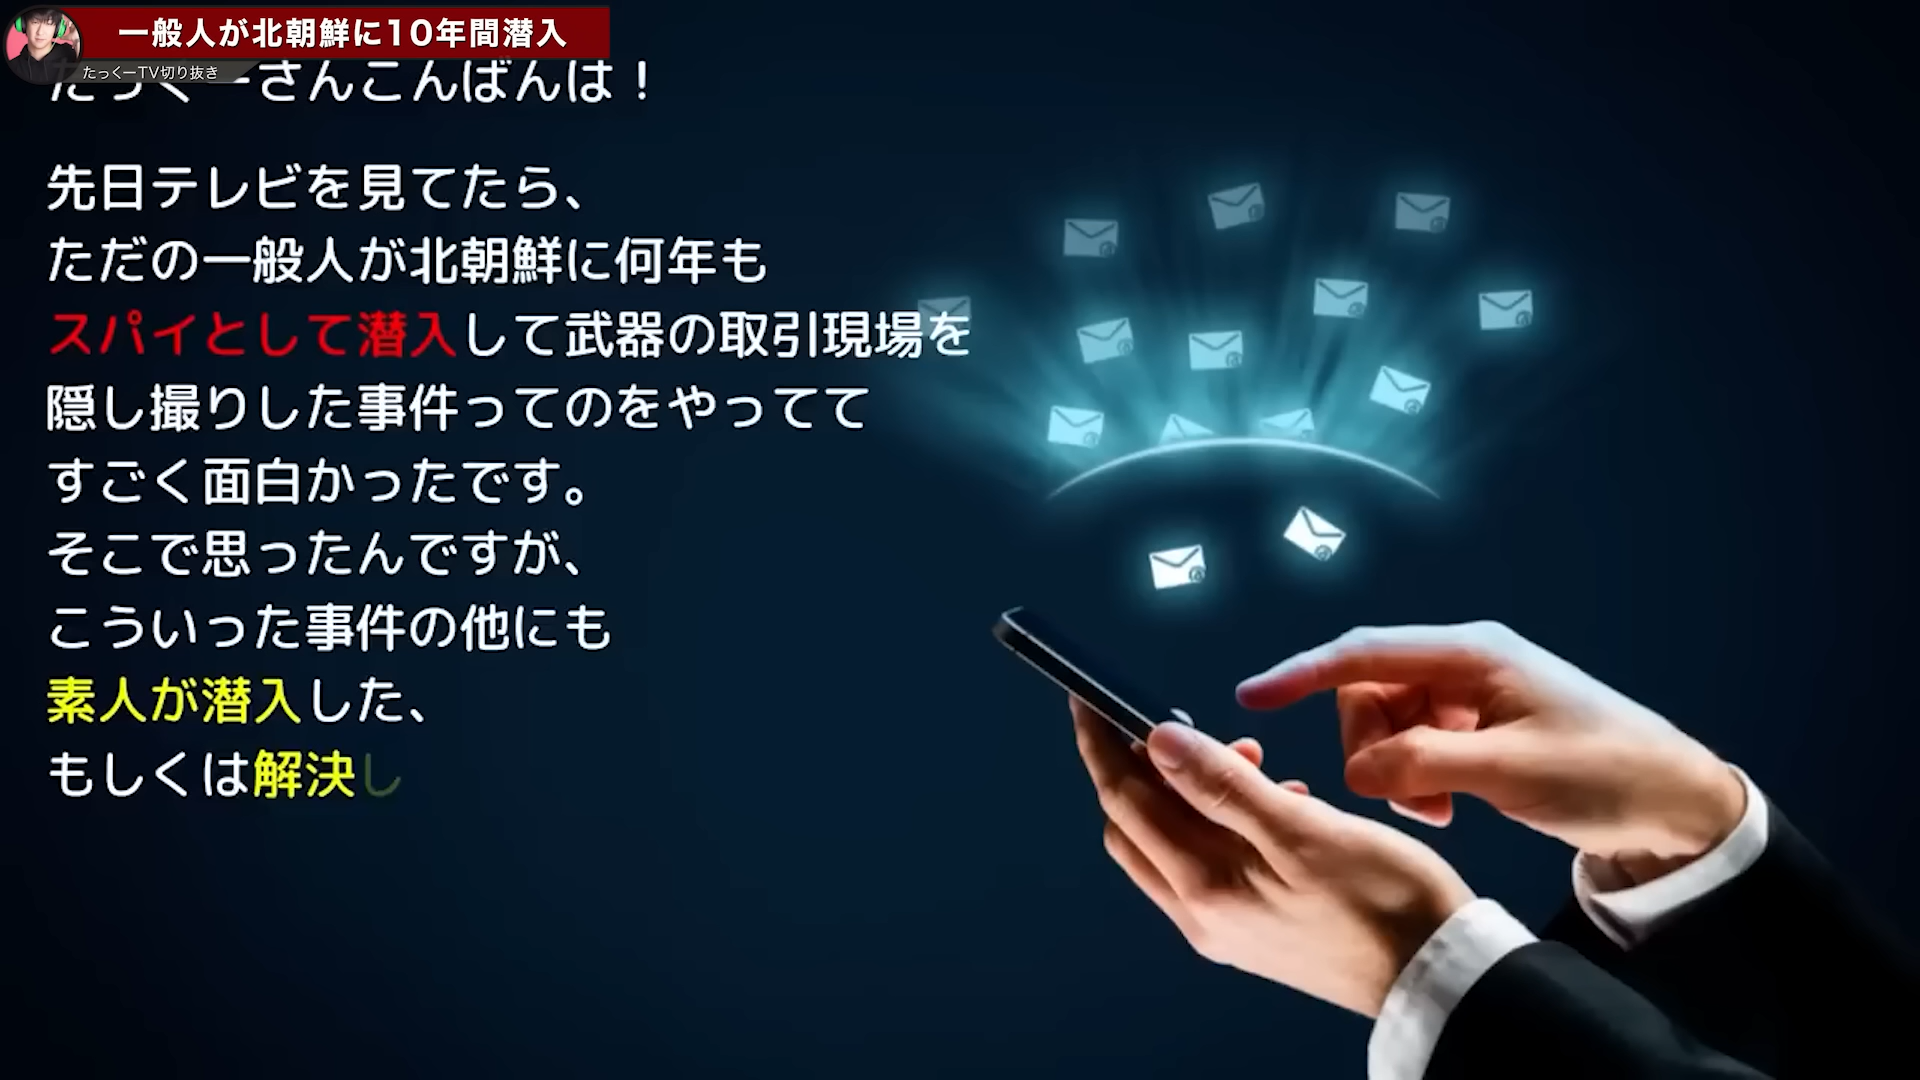 一般人が北朝鮮に10年間潜入
たっくーTV切り抜き
たっくーさんこんばんは！
先日テレビを見てたら、
ただの一般人が北朝鮮に何年も
スパイとして潜入して武器の取引現場を
隠し撮りした事件ってのをやってて
すごく面白かったです。
そこで思ったんですが、
こういった事件の他にも
素人が潜入した、
もしくは解決し